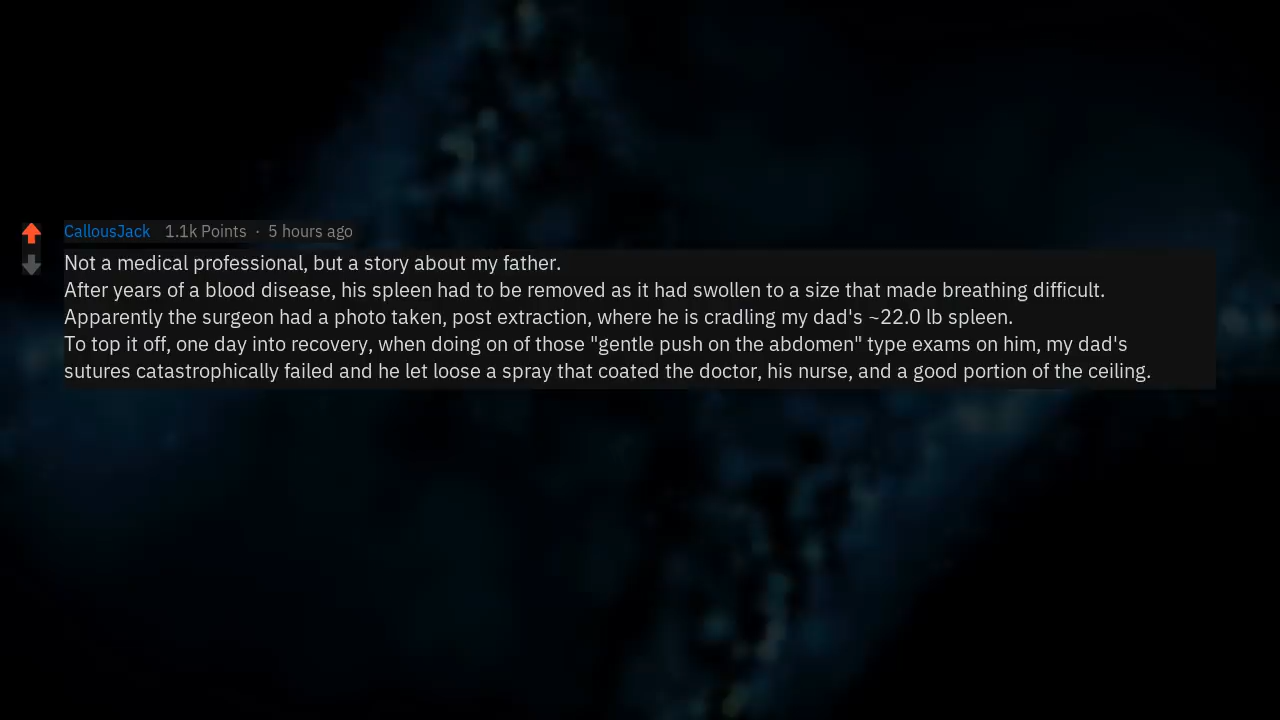 CallousJack 1.1k Points · 5 hours ago
Not a medical professional, but a story about my father.
After years of a blood disease, his spleen had to be removed as it had swollen to a size that made breathing difficult.
Apparently the surgeon had a photo taken, post extraction, where he is cradling my dad's ~22.0 lb spleen.
To top it off, one day into recovery, when doing on of those "gentle push on the abdomen" type exams on him, my dad's
sutures catastrophically failed and he let loose a spray that coated the doctor, his nurse, and a good portion of the ceiling.